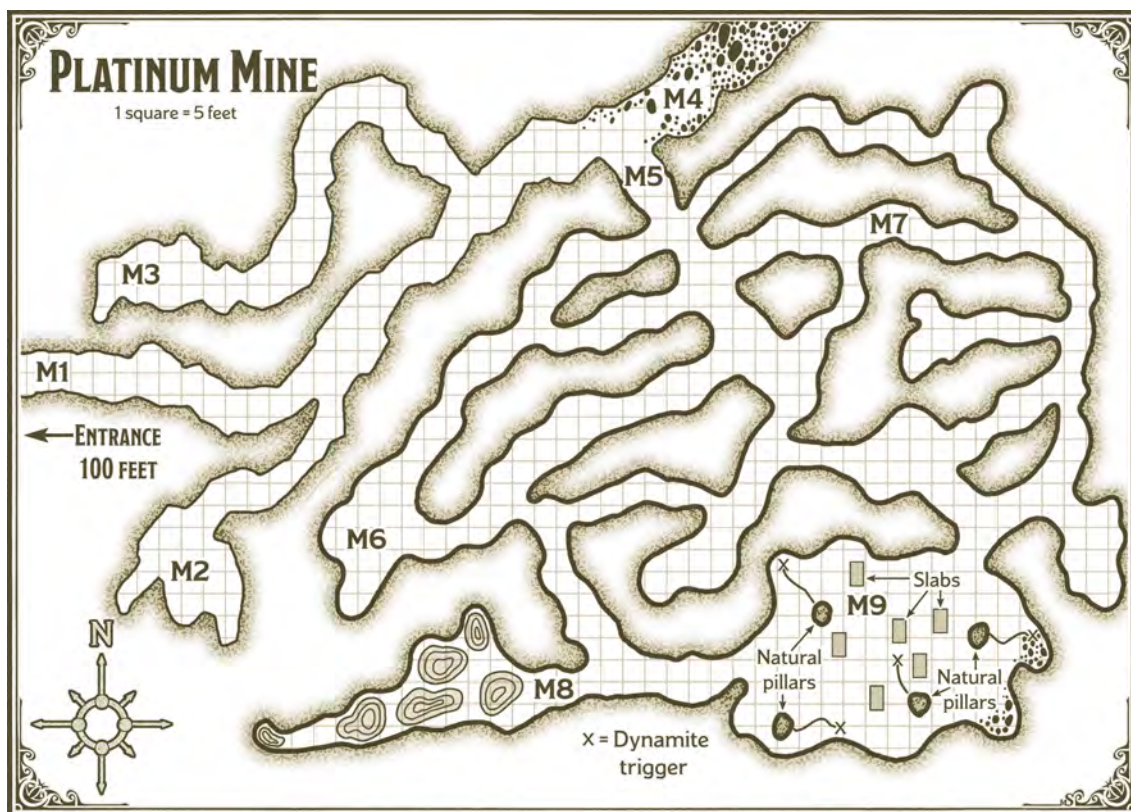 PLATINUM MINE
1 square = 5 feet
M4
M5
M7
M3
M1
ENTRANCE
100 FEET
M6
M2
Slabs
M9
N
Natural
pillars
Natural
pillars
M8
X = Dynamite
trigger
X
X
X
X